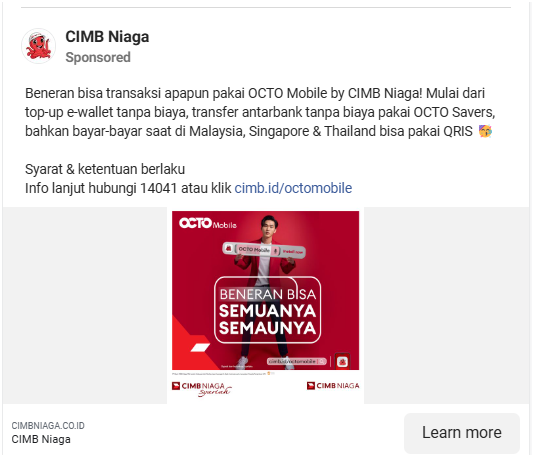 CIMB Niaga
Sponsored
Beneran bisa transaksi apapun pakai OCTO Mobile by CIMB Niaga! Mulai dari
top-up e-wallet tanpa biaya, transfer antarbank tanpa biaya pakai OCTO Savers,
bahkan bayar-bayar saat di Malaysia, Singapore & Thailand bisa pakai QRIS 🥳
Syarat & ketentuan berlaku
Info lanjut hubungi 14041 atau klik cimb.id/octomobile
OCTO Mobile
OCTO Mobile
BENERAN BISA
SEMUANYA
SEMAUNYA
cimb.id/octomobile
CIMB NIAGA Syariah
CIMB NIAGA
CIMBNIAGA.CO.ID
CIMB Niaga
Learn more